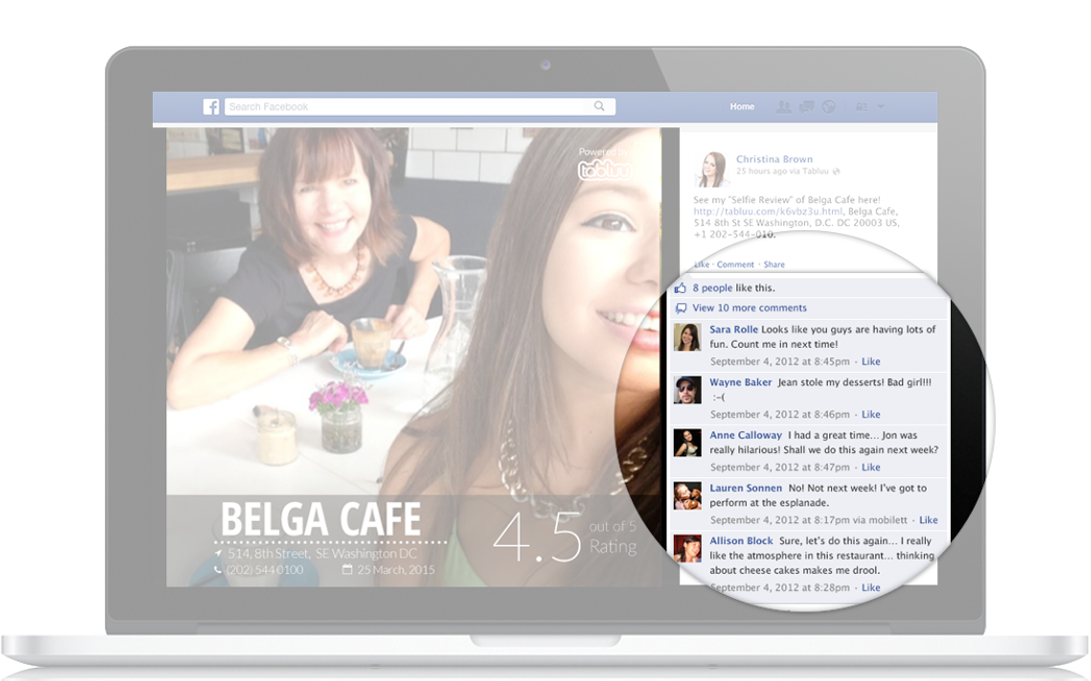 Search Facebook
Home
Powered by
tabluu
Christina Brown
25 hours ago via Tabluu
See my "Selfie Review" of Belga Cafe here!
http://tabluu.com/k6vbz3u.html, Belga Cafe,
514 8th St SE Washington, D.C. DC 20003 US,
+1 202-544-010.
Like · Comment · Share
8 people like this.
View 10 more comments
Sara Rolle Looks like you guys are having lots of
fun. Count me in next time!
September 4, 2012 at 8:45pm · Like
Wayne Baker Jean stole my desserts! Bad girl!!!
:-(
September 4, 2012 at 8:46pm · Like
Anne Calloway I had a great time... Jon was
really hilarious! Shall we do this again next week?
September 4, 2012 at 8:47pm · Like
Lauren Sonnen No! Not next week! I've got to
perform at the esplanade.
September 4, 2012 at 8:17pm via mobilett · Like
Allison Block Sure, let's do this again... I really
like the atmosphere in this restaurant... thinking
about cheese cakes makes me drool.
September 4, 2012 at 8:28pm · Like
BELGA CAFE
514, 8th Street, SE Washington DC
(202) 544 0100
25 March, 2015
4.5
out of 5
Rating